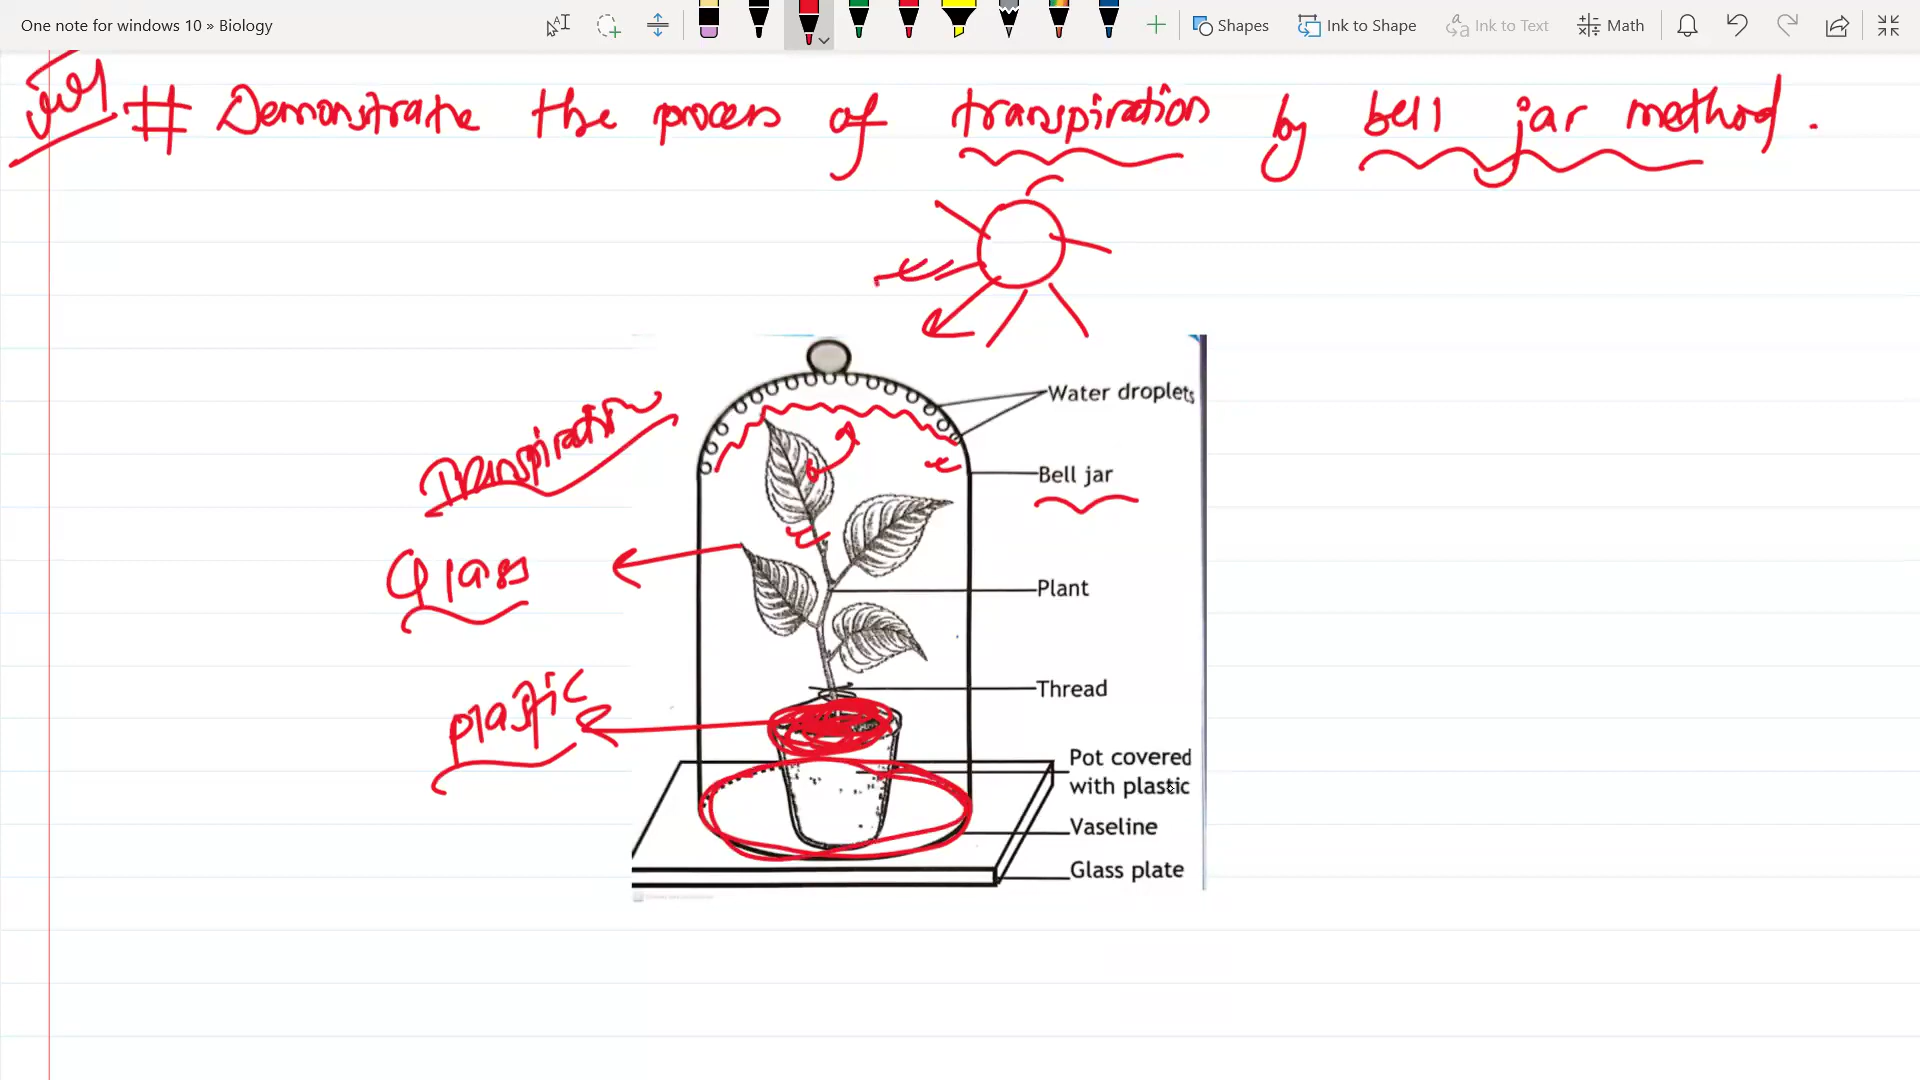 One note for windows 10 » Biology
Shapes
Ink to Shape
Ink to Text
Math
# Demonstrate the process of transpiration by bell jar method.
Water droplets
Transpiration
Bell jar
Glass
Plant
Thread
plastic
Pot covered
with plastic
Vaseline
Glass plate